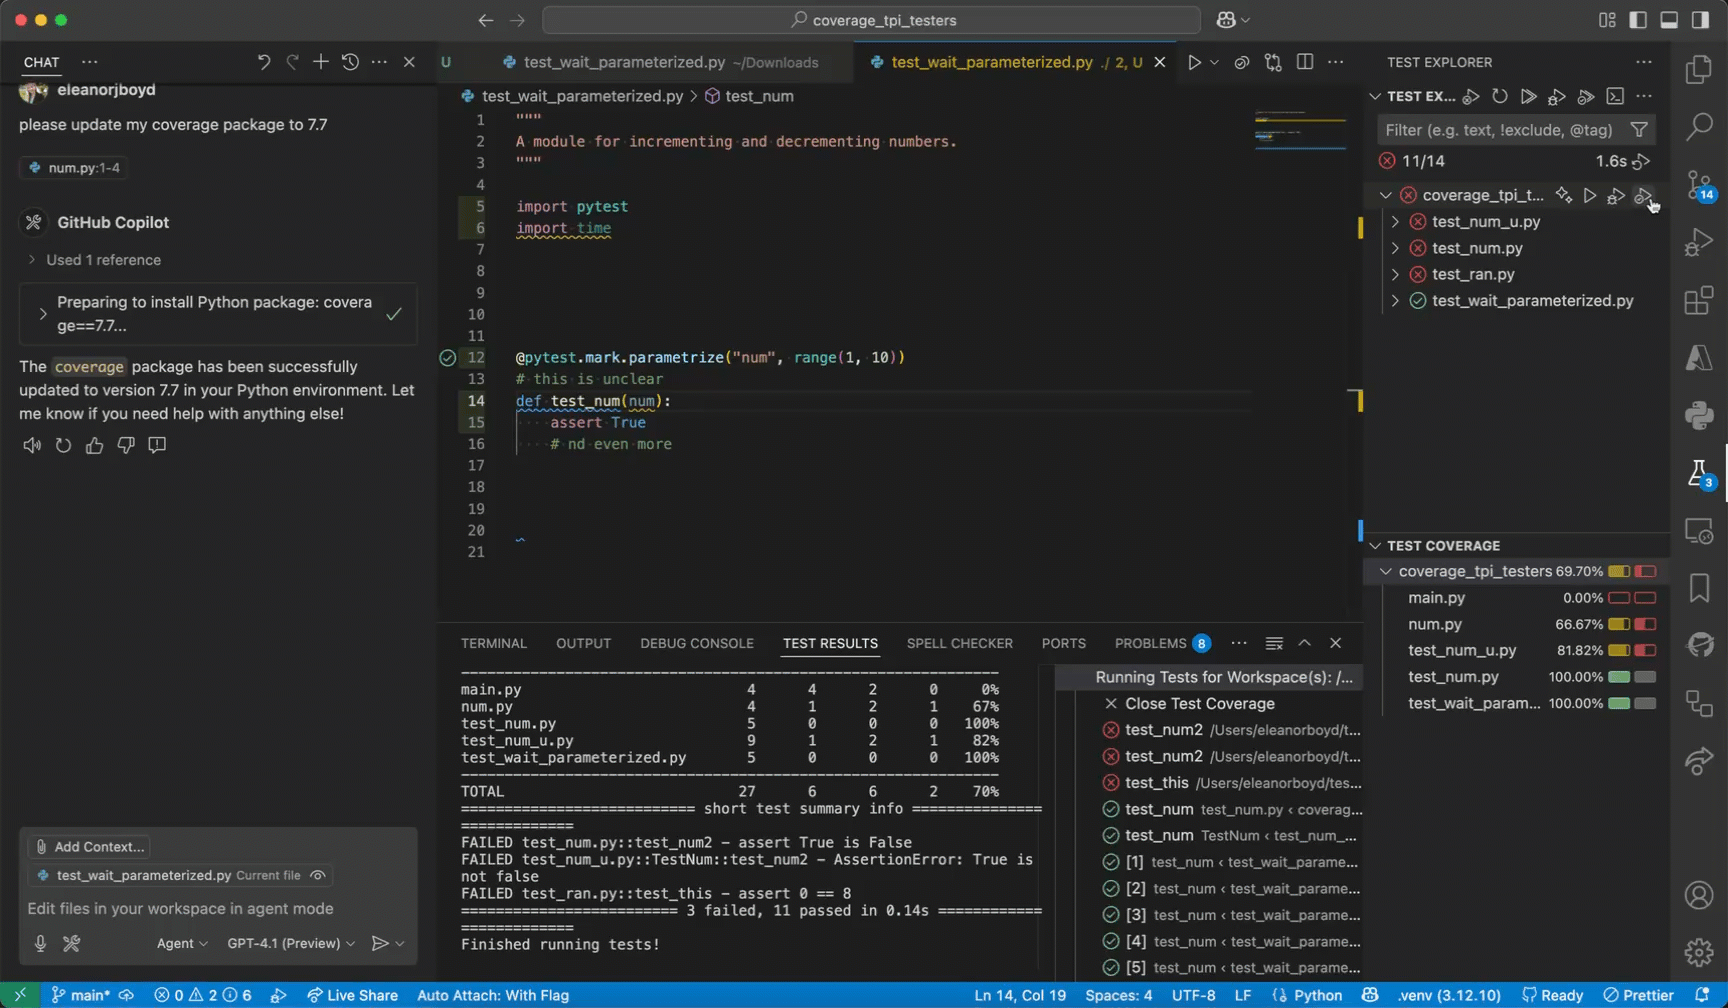 coverage_tpi_testers
CHAT
eleanorjboyd
please update my coverage package to 7.7
num.py:1-4
GitHub Copilot
Used 1 reference
Preparing to install Python package: covera
ge==7.7...
The coverage package has been successfully
updated to version 7.7 in your Python environment. Let
me know if you need help with anything else!
Add Context...
test_wait_parameterized.py Current file
Edit files in your workspace in agent mode
Agent
GPT-4.1 (Preview)
U
test_wait_parameterized.py ~/Downloads
test_wait_parameterized.py ./ 2, U
test_wait_parameterized.py > test_num
1 """
2 A module for incrementing and decrementing numbers.
3 """
4
5 import pytest
6 import time
7
8
9
10
11
12 @pytest.mark.parametrize("num", range(1, 10))
13 # this is unclear
14 def test_num(num):
15 assert True
16 # nd even more
17
18
19
20
21
TERMINAL OUTPUT DEBUG CONSOLE TEST RESULTS SPELL CHECKER PORTS PROBLEMS 8
main.py 4 4 2 0 0%
num.py 4 1 2 1 67%
test_num.py 5 0 0 0 100%
test_num_u.py 9 1 2 1 82%
test_wait_parameterized.py 5 0 0 0 100%
TOTAL 27 6 6 2 70%
=========================== short test summary info ===============
=============
FAILED test_num.py::test_num2 - assert True is False
FAILED test_num_u.py::TestNum::test_num2 - AssertionError: True is
not false
FAILED test_ran.py::test_this - assert 0 == 8
========================= 3 failed, 11 passed in 0.14s ============
=============
Finished running tests!
Running Tests for Workspace(s): /...
Close Test Coverage
test_num2 /Users/eleanorboyd/t...
test_num2 /Users/eleanorboyd/t...
test_this /Users/eleanorboyd/tes...
test_num test_num.py < coverag...
test_num TestNum < test_num_...
[1] test_num < test_wait_parame...
[2] test_num < test_wait_parame...
[3] test_num < test_wait_parame...
[4] test_num < test_wait_parame...
[5] test_num < test_wait_parame...
TEST EXPLORER
TEST EX...
Filter (e.g. text, !exclude, @tag)
11/14 1.6s
coverage_tpi_t...
test_num_u.py
test_num.py
test_ran.py
test_wait_parameterized.py
TEST COVERAGE
coverage_tpi_testers 69.70%
main.py 0.00%
num.py 66.67%
test_num_u.py 81.82%
test_num.py 100.00%
test_wait_param... 100.00%
14
3
main* 0 2 6 Live Share Auto Attach: With Flag Ln 14, Col 19 Spaces: 4 UTF-8 LF Python .venv (3.12.10) Ready Prettier